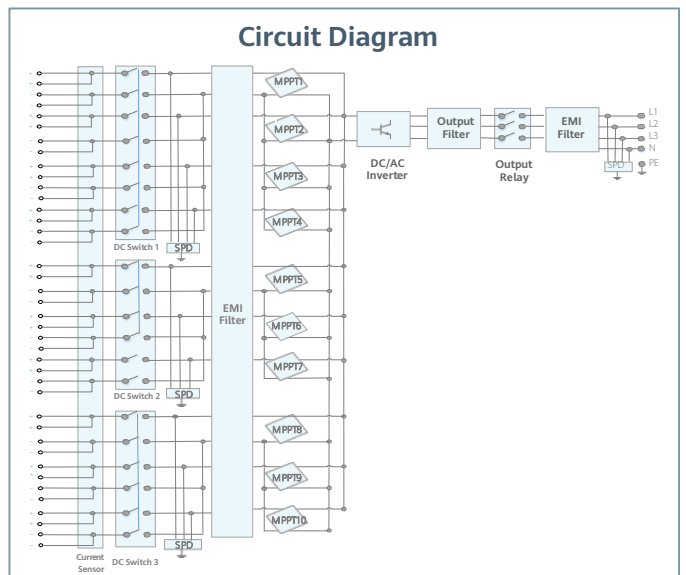 Circuit Diagram
MPPT1
MPPT2
MPPT3
MPPT4
DC Switch 1
SPD
MPPT5
MPPT6
MPPT7
DC Switch 2
SPD
EMI
Filter
MPPT8
MPPT9
MPPT10
SPD
Current
Sensor
DC Switch 3
DC/AC
Inverter
Output
Filter
Output
Relay
EMI
Filter
L1
L2
L3
N
PE
SPD